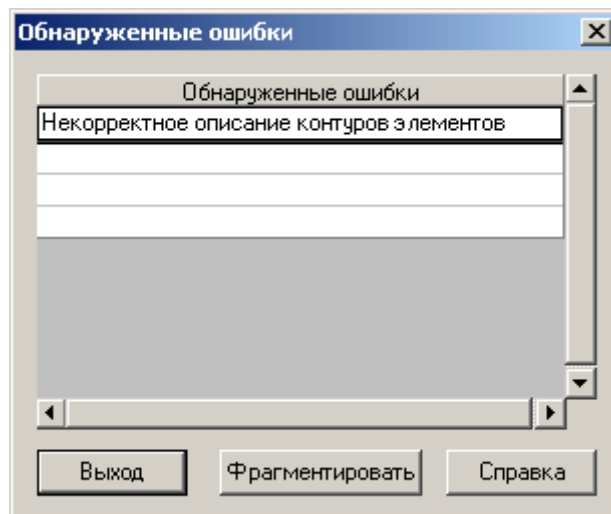 Обнаруженные ошибки
Обнаруженные ошибки
Некорректное описание контуров элементов
Выход
Фрагментировать
Справка